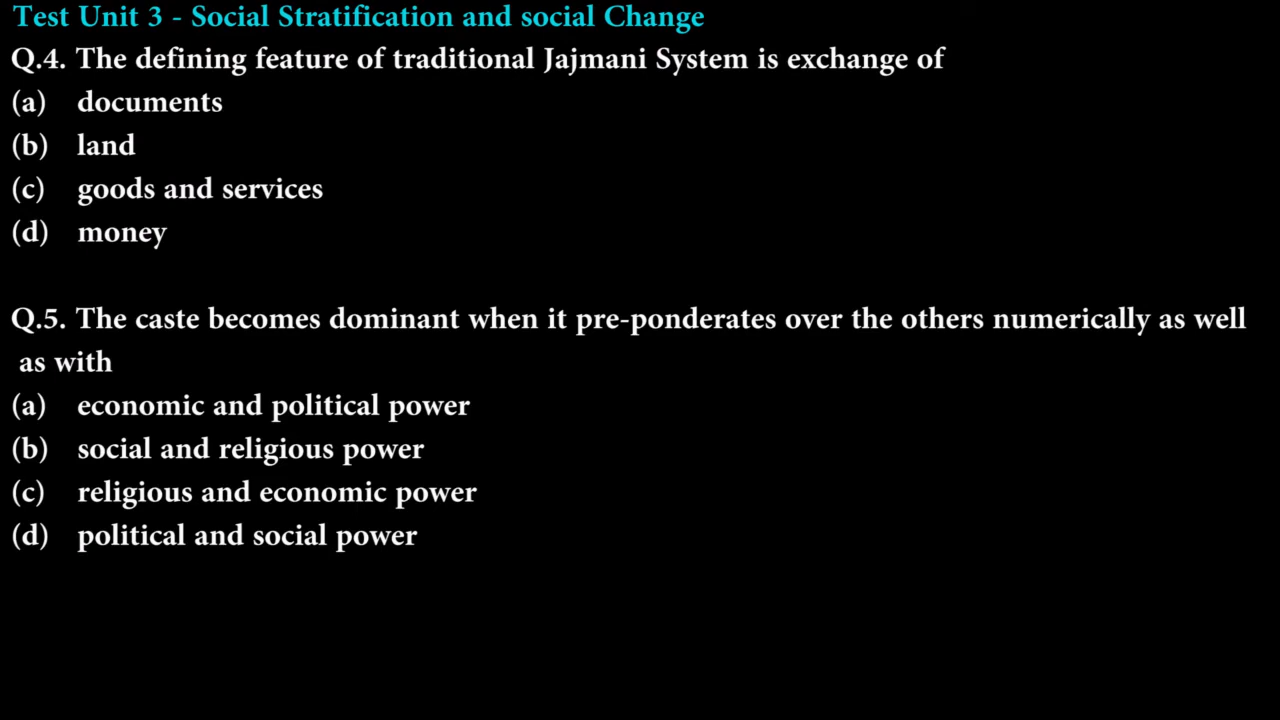 Test Unit 3 - Social Stratification and social Change
Q.4. The defining feature of traditional Jajmani System is exchange of
(a) documents
(b) land
(c) goods and services
(d) money
Q.5. The caste becomes dominant when it pre-ponderates over the others numerically as well
as with
(a) economic and political power
(b) social and religious power
(c) religious and economic power
(d) political and social power